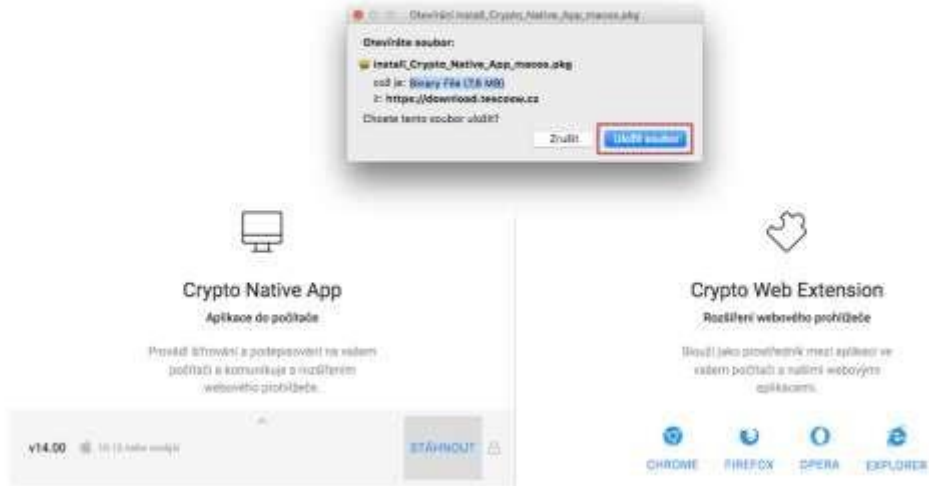 Otevírání install_Crypto_Native_App_macos.pkg
Otevíráte soubor:
install_Crypto_Native_App_macos.pkg
což je: Binary File (7,8 MB)
z: https://download.tescosw.cz
Chcete tento soubor uložit?
Zrušit
Uložit soubor
Crypto Native App
Aplikace do počítače
Provádí šifrování a podepisování na vašem
počítači a komunikuje s rozšířením
webového prohlížeče.
v14.00
nebo novější
STÁHNOUT
Crypto Web Extension
Rozšíření webového prohlížeče
Slouží jako prostředník mezi aplikací ve
vašem počítači a našimi webovými
aplikacemi.
CHROME
FIREFOX
OPERA
EXPLORER